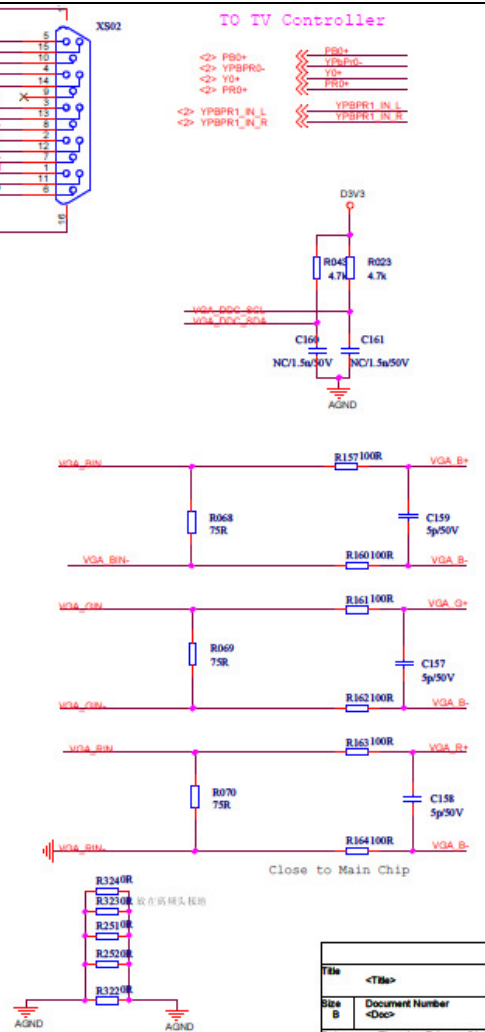 XS02
TO TV Controller
5
15
10
4
14
9
3
13
8
2
12
7
1
11
6
16
<2> PB0+ PB0+
<2> YPBPR0- YPbPr0-
<2> Y0+ Y0+
<2> PR0+ PR0+
<2> YPBPR1_IN_L YPBPR1_IN_L
<2> YPBPR1_IN_R YPBPR1_IN_R
D3V3
R043 R023
4.7k 4.7k
VGA_DDC_SCL
VGA_DDC_SDA
C160 C161
NC/1.5n/50V NC/1.5n/50V
AGND
VGA_BIN R157 100R VGA_B+
R068 C159
75R 5p/50V
VGA_BIN- R160 100R VGA_B-
VGA_GIN R161 100R VGA_G+
R069 C157
75R 5p/50V
VGA_GIN- R162 100R VGA_B-
VGA_RIN R163 100R VGA_R+
R070 C158
75R 5p/50V
VGA_RIN- R164 100R VGA_B-
Close to Main Chip
R324 0R
R323 0R
R251 0R
R252 0R
R322 0R
AGND AGND
Title
<Title>
Size Document Number
B <Doc>